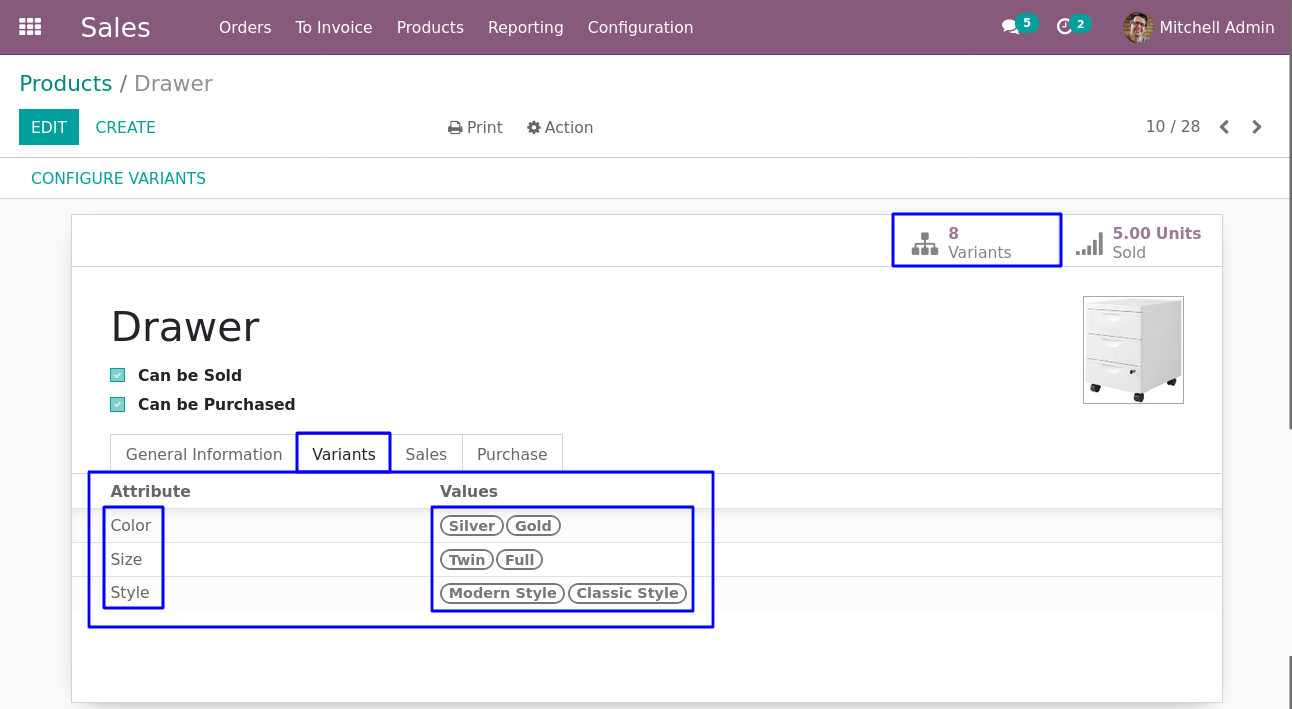 Sales Orders To Invoice Products Reporting Configuration 5 2 Mitchell Admin
Products / Drawer
EDIT CREATE Print Action 10 / 28
CONFIGURE VARIANTS
8 Variants
5.00 Units Sold
Drawer
Can be Sold
Can be Purchased
General Information Variants Sales Purchase
Attribute Values
Color Silver Gold
Size Twin Full
Style Modern Style Classic Style